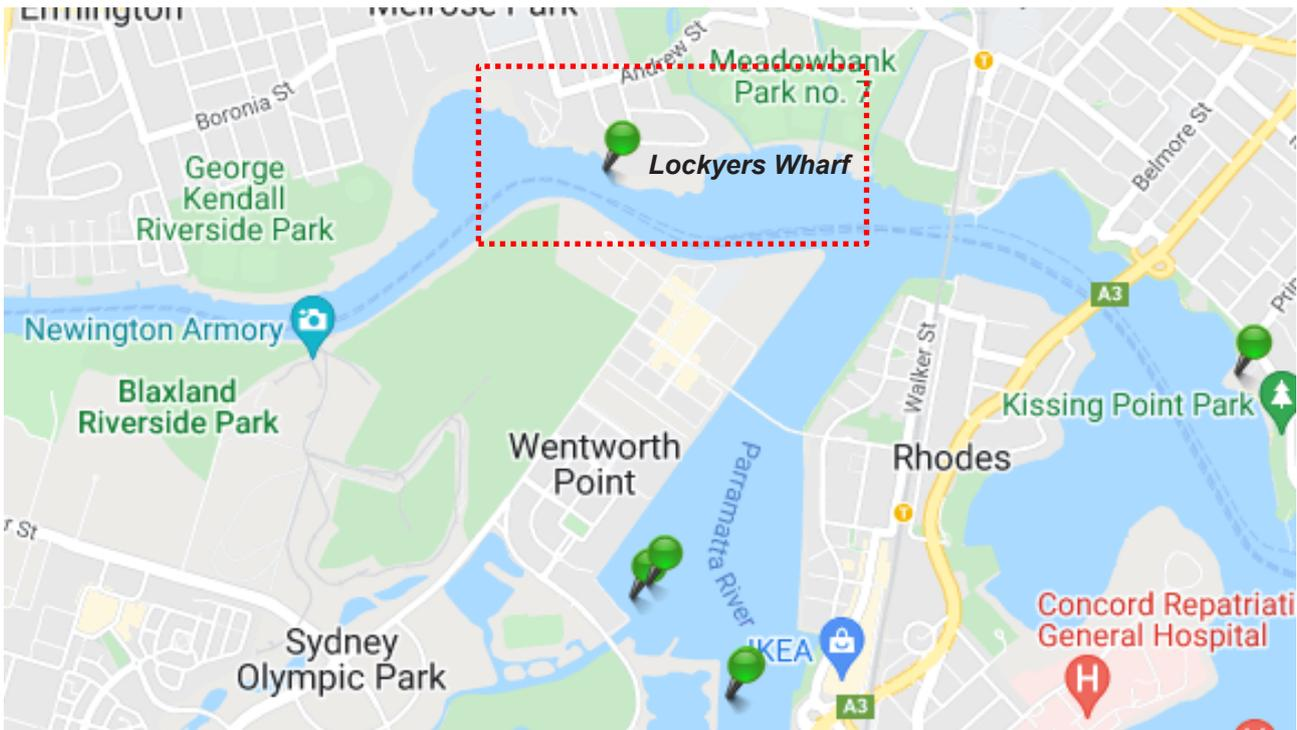 Ermington
Melrose Park
Andrew St
Meadowbank
Park no. 7
Boronia St
Belmore St
George
Kendall
Riverside Park
Lockyers Wharf
A3
Newington Armory
Walker St
Blaxland
Riverside Park
Kissing Point Park
Wentworth
Point
Rhodes
Parramatta River
T
T
r St
Sydney
Olympic Park
IKEA
Concord Repatriati
General Hospital
H
A3